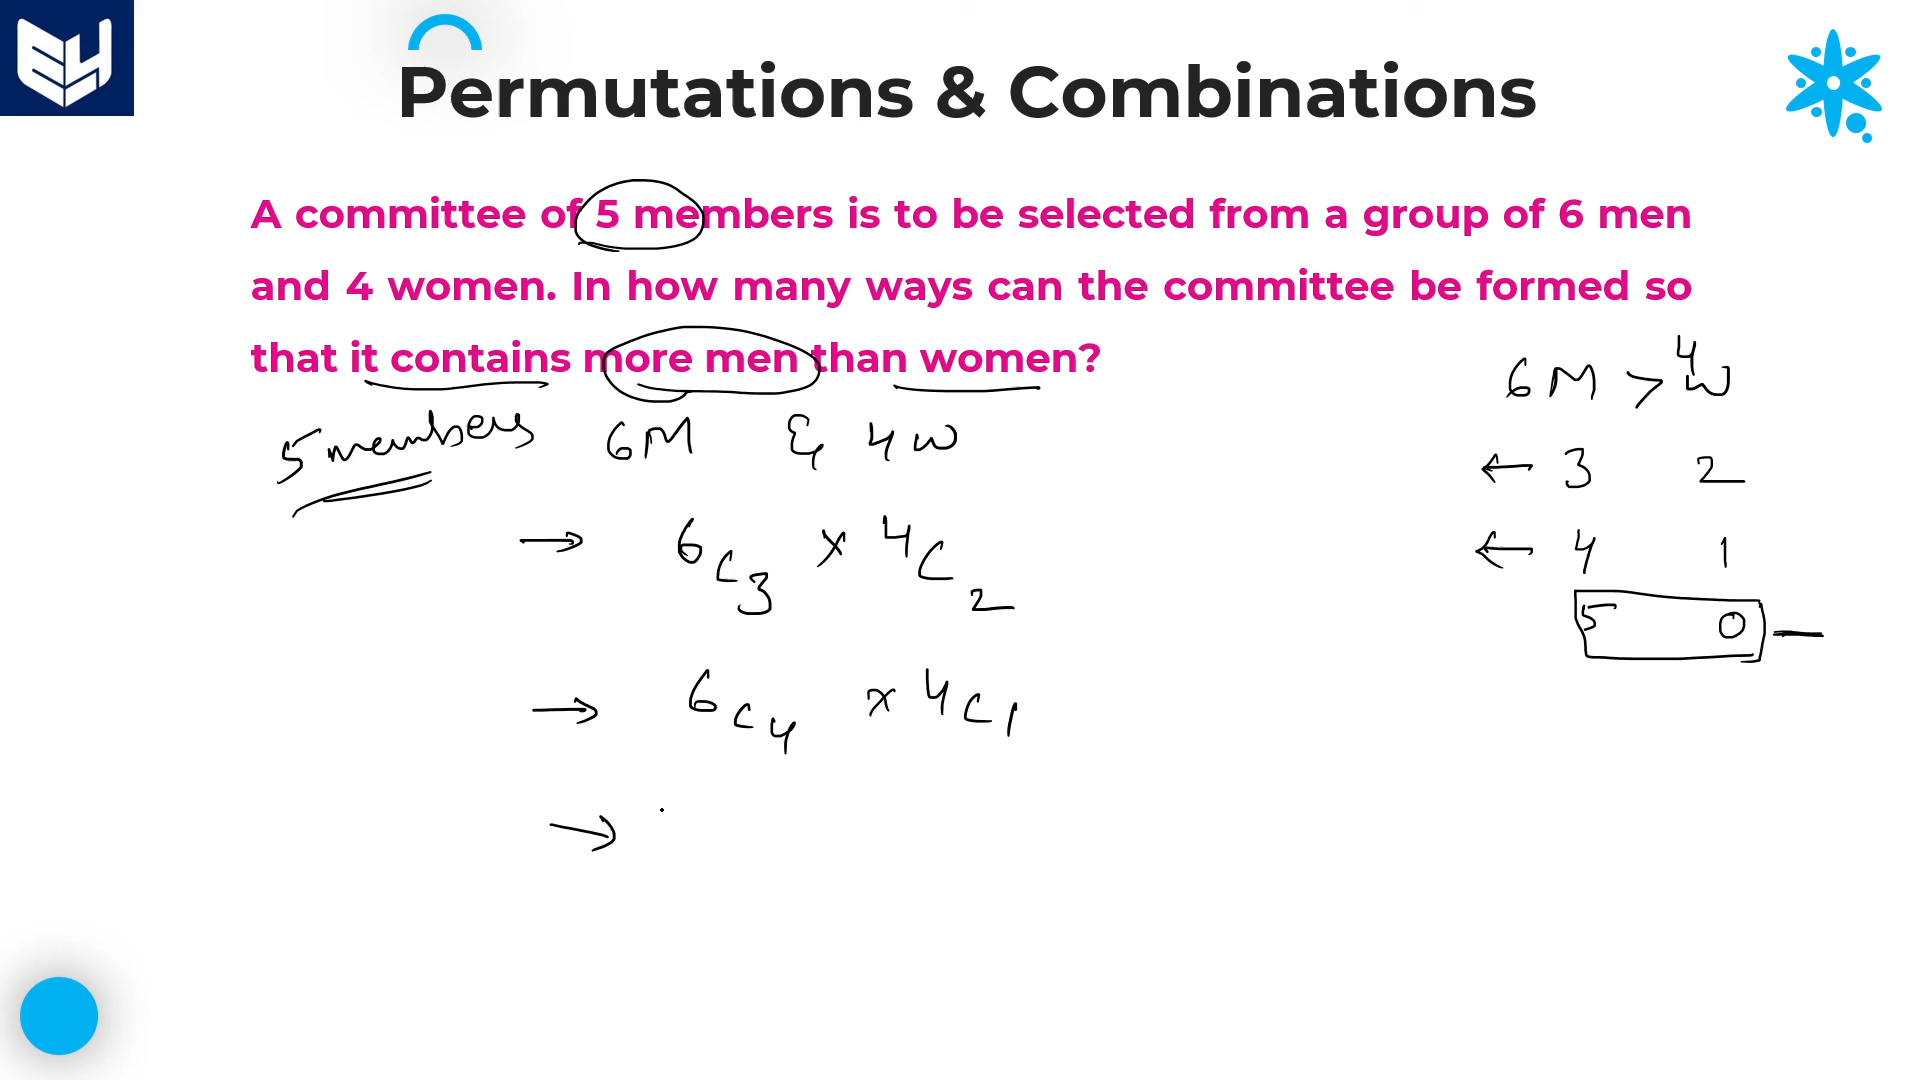 Permutations & Combinations
A committee of 5 members is to be selected from a group of 6 men
and 4 women. In how many ways can the committee be formed so
that it contains more men than women?
6M > 4W
5 members 6M & 4W
← 3 2
→ 6C3 × 4C2
← 4 1
5 0 —
→ 6C4 × 4C1
→